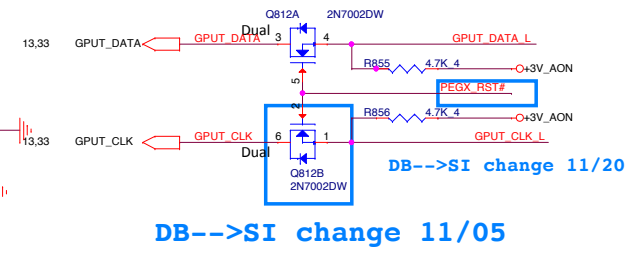 Q812A 2N7002DW
Dual
13,33 GPUT_DATA GPUT_DATA 3 4 GPUT_DATA_L
R855 4.7K_4
+3V_AON
5
PEGX_RST#
2
R856 4.7K_4
+3V_AON
13,33 GPUT_CLK GPUT_CLK 6 1 GPUT_CLK_L
Dual
Q812B
2N7002DW
DB-->SI change 11/20
DB-->SI change 11/05